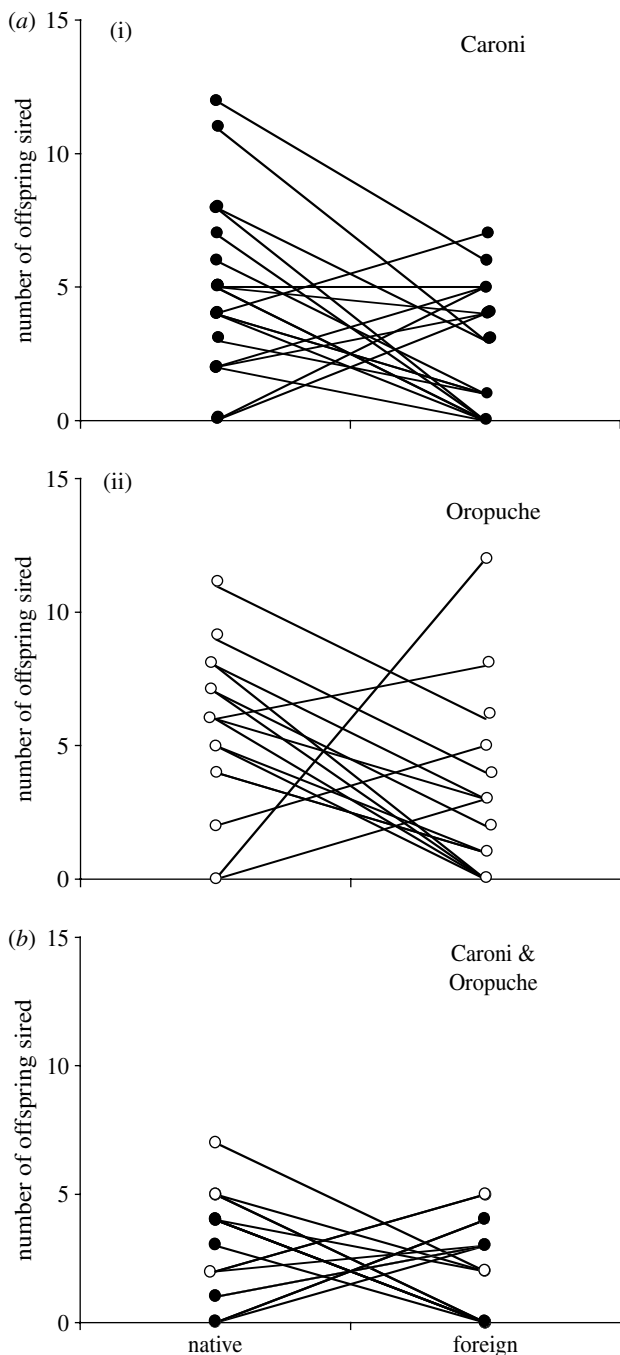 (a)
(i)
Caroni
15
10
5
0
number of offspring sired
(ii)
Oropuche
15
10
5
0
number of offspring sired
(b)
Caroni &
Oropuche
15
10
5
0
number of offspring sired
native
foreign